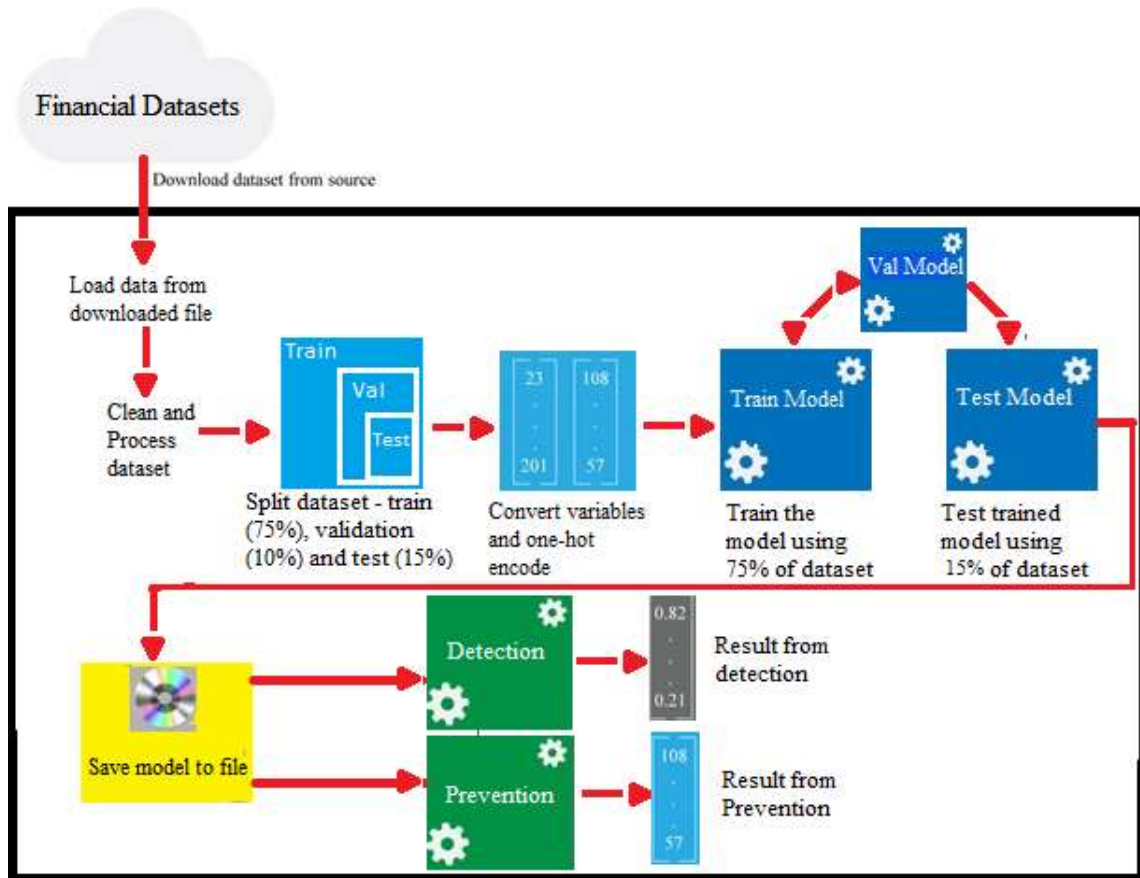 Financial Datasets
Download dataset from source
Load data from
downloaded file
Clean and
Process
dataset
Train
Val
Test
Split dataset - train
(75%), validation
(10%) and test (15%)
23
108
201
57
Convert variables
and one-hot
encode
Val Model
Train Model
Test Model
Train the
model using
75% of dataset
Test trained
model using
15% of dataset
Save model to file
Detection
0.82
0.21
Result from
detection
Prevention
108
57
Result from
Prevention